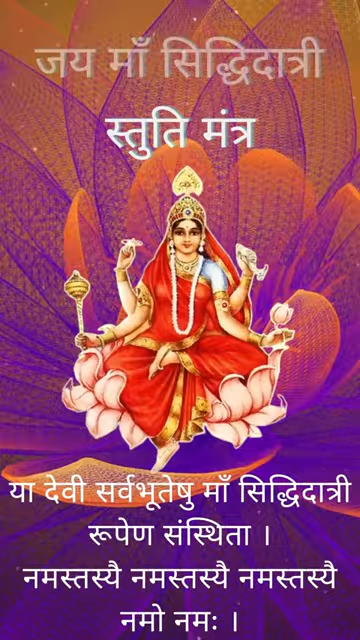 जय माँ सिद्धिदात्री
स्तुति मंत्र
या देवी सर्वभूतेषु माँ सिद्धिदात्री
रूपेण संस्थिता ।
नमस्तस्यै नमस्तस्यै नमस्तस्यै
नमो नमः ।